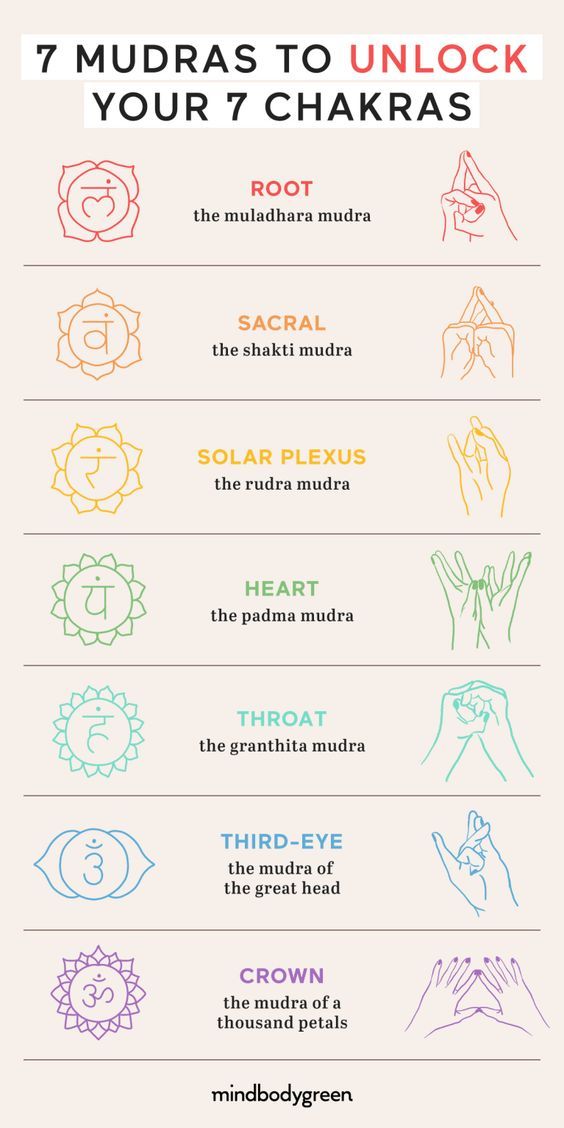 7 MUDRAS TO UNLOCK
YOUR 7 CHAKRAS
लं
ROOT
the muladhara mudra
वं
SACRAL
the shakti mudra
रं
SOLAR PLEXUS
the rudra mudra
यं
HEART
the padma mudra
हं
THROAT
the granthita mudra
THIRD-EYE
the mudra of
the great head
ॐ
CROWN
the mudra of a
thousand petals
mindbodygreen